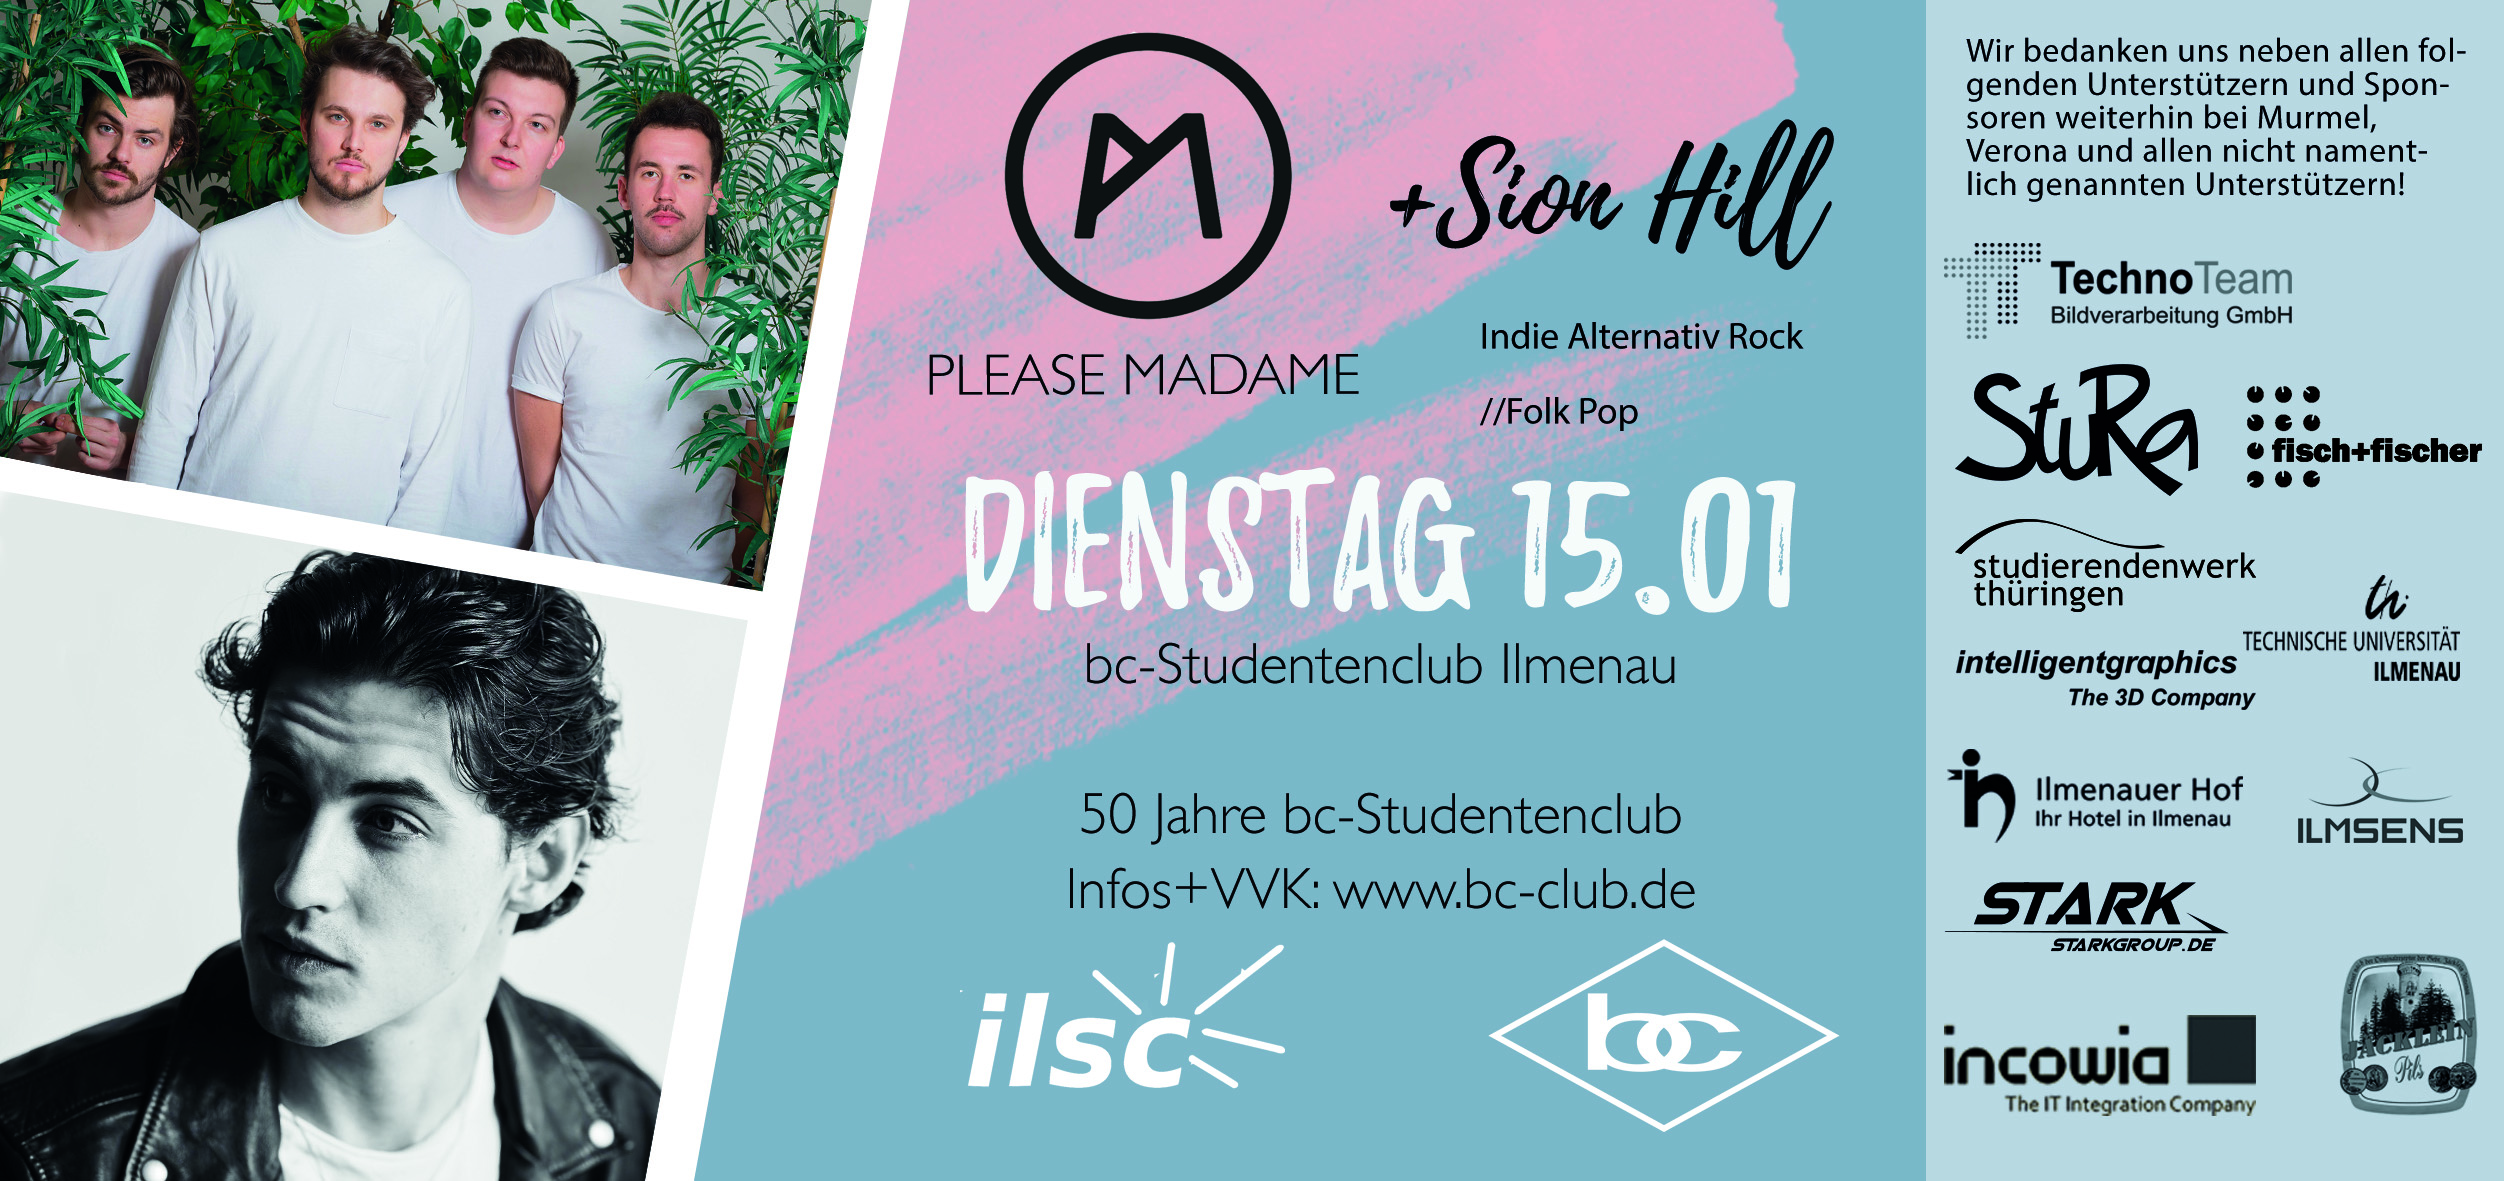 PLEASE MADAME
+Sion Hill
Indie Alternativ Rock
//Folk Pop
DIENSTAG 15.01
bc-Studentenclub Ilmenau
50 Jahre bc-Studentenclub
Infos+VVK: www.bc-club.de
ilsc
bc
Wir bedanken uns neben allen fol-
genden Unterstützern und Spon-
soren weiterhin bei Murmel,
Verona und allen nicht nament-
lich genannten Unterstützern!
TechnoTeam
Bildverarbeitung GmbH
StuRa
fisch+fischer
studierendenwerk
thüringen
th
TECHNISCHE UNIVERSITÄT
ILMENAU
intelligentgraphics
The 3D Company
Ilmenauer Hof
Ihr Hotel in Ilmenau
ILMSENS
STARK
STARKGROUP.DE
incowia
The IT Integration Company
JÄCKLEIN
Pils